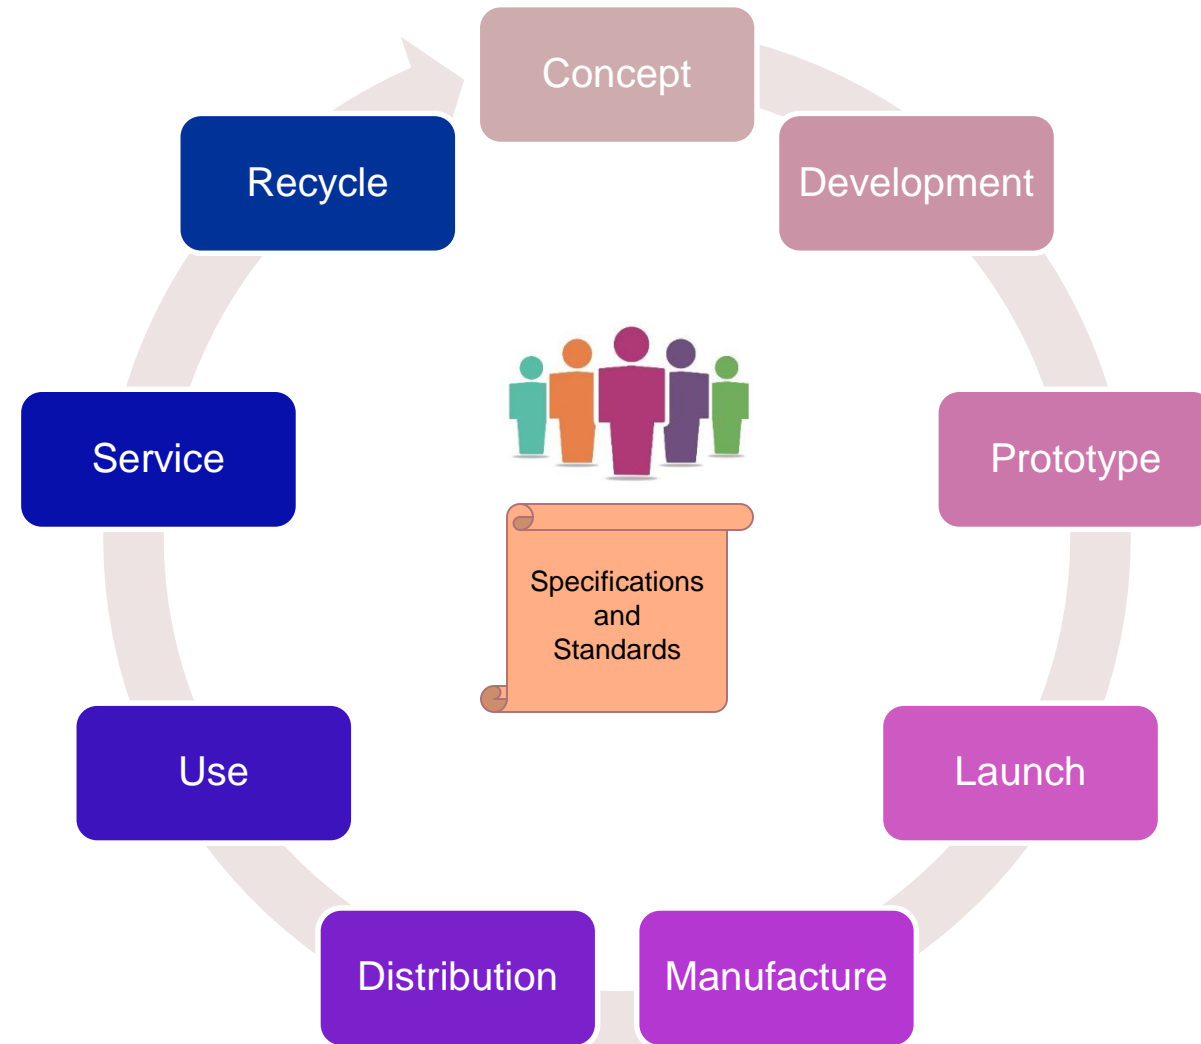 Concept
Development
Prototype
Launch
Manufacture
Distribution
Use
Service
Recycle
Specifications
and
Standards